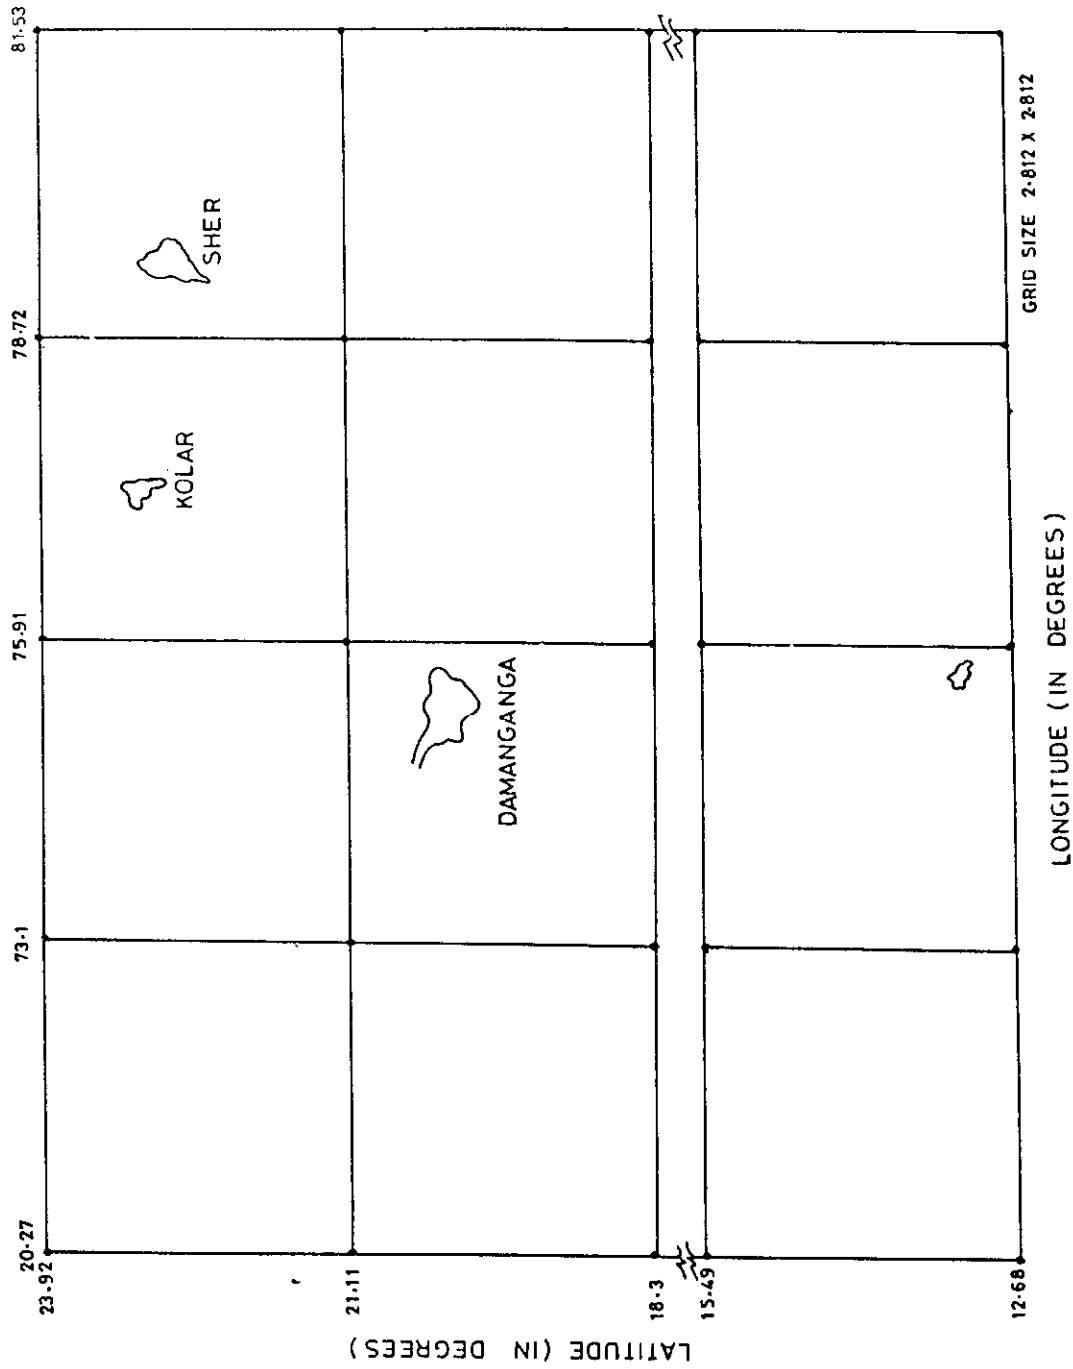 20·27
73·1
75·91
78·72
81·53
23·92
21·11
18·3
15·49
12·68
SHER
KOLAR
DAMANGANGA
GRID SIZE 2·812 X 2·812
LATITUDE (IN DEGREES)
LONGITUDE (IN DEGREES)